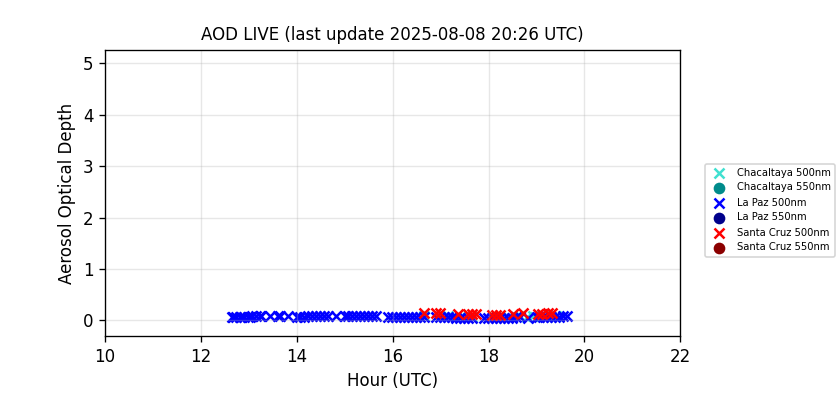 AOD LIVE (last update 2025-08-08 20:26 UTC)
5
4
3
2
1
0
Aerosol Optical Depth
10 12 14 16 18 20 22
Hour (UTC)
Chacaltaya 500nm
Chacaltaya 550nm
La Paz 500nm
La Paz 550nm
Santa Cruz 500nm
Santa Cruz 550nm